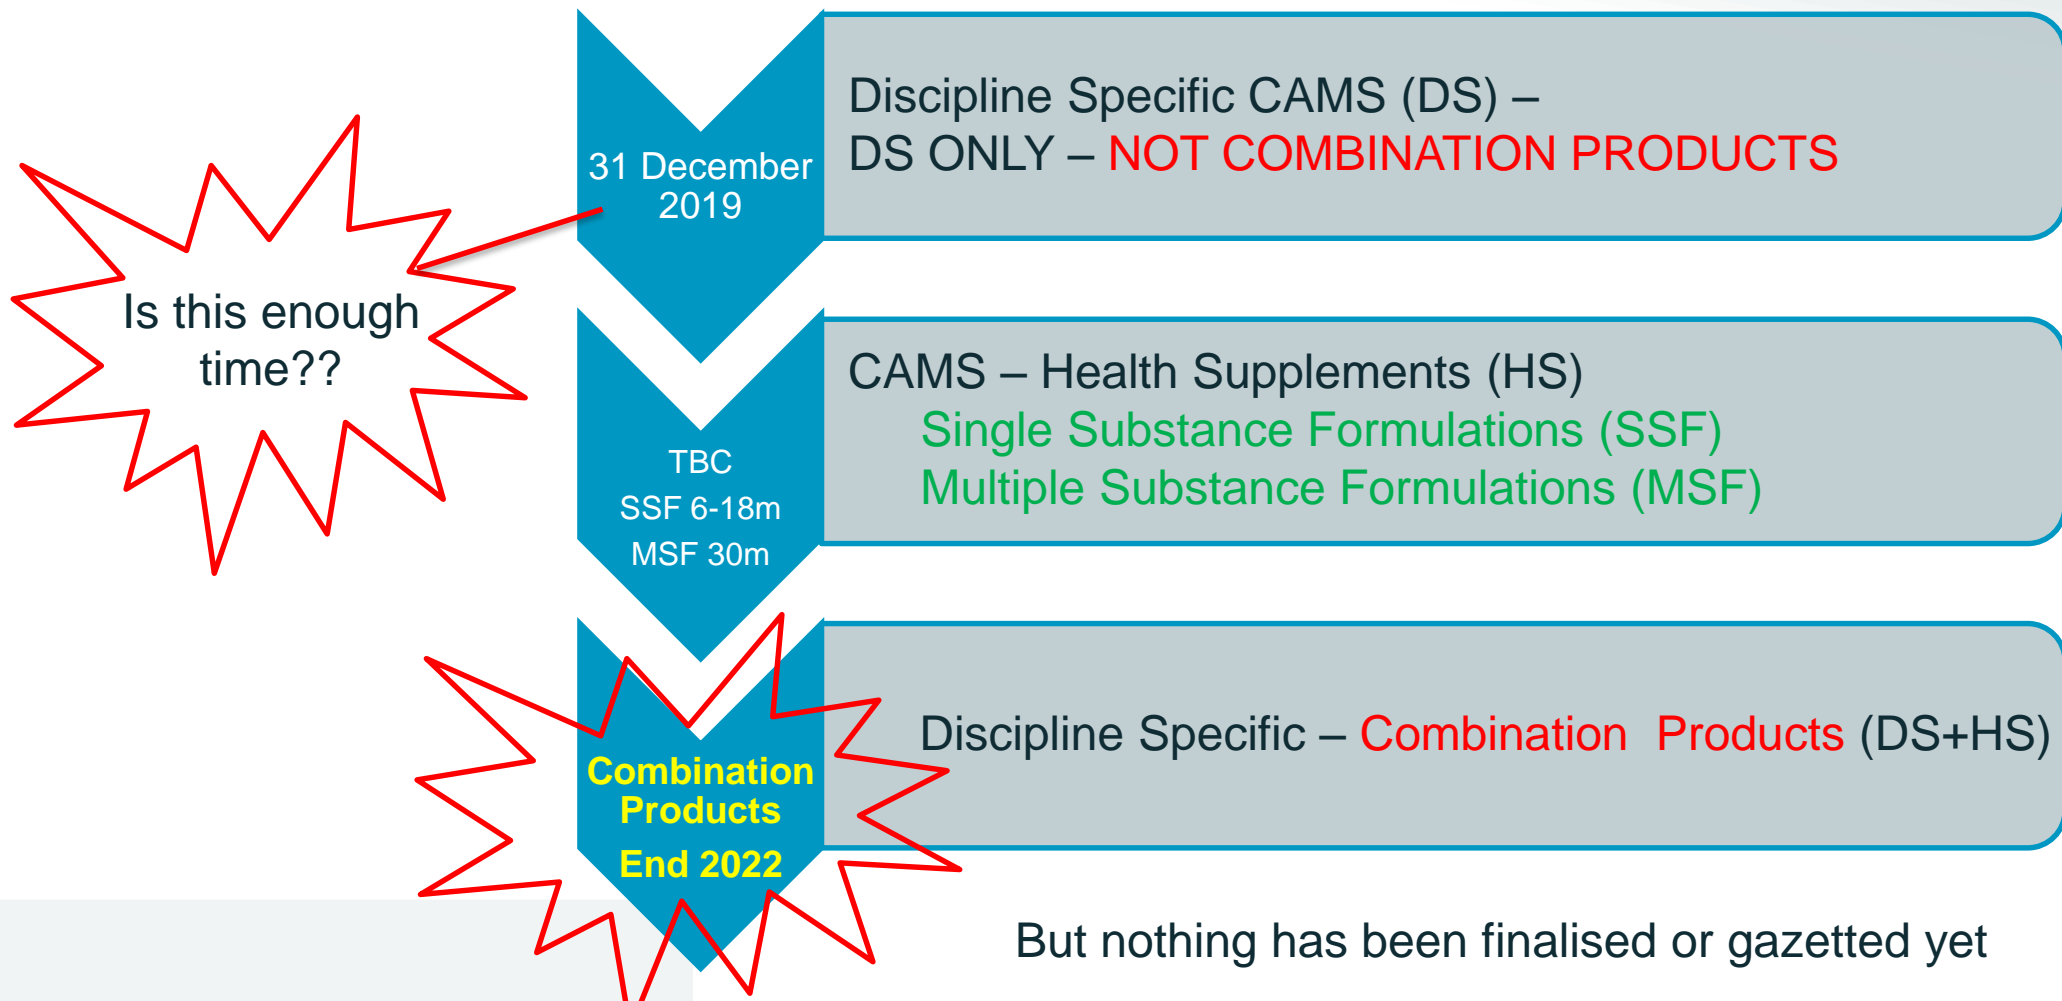 31 December
2019
Discipline Specific CAMS (DS) –
DS ONLY – NOT COMBINATION PRODUCTS
Is this enough
time??
TBC
SSF 6-18m
MSF 30m
CAMS – Health Supplements (HS)
Single Substance Formulations (SSF)
Multiple Substance Formulations (MSF)
Combination
Products
End 2022
Discipline Specific – Combination  Products (DS+HS)
But nothing has been finalised or gazetted yet